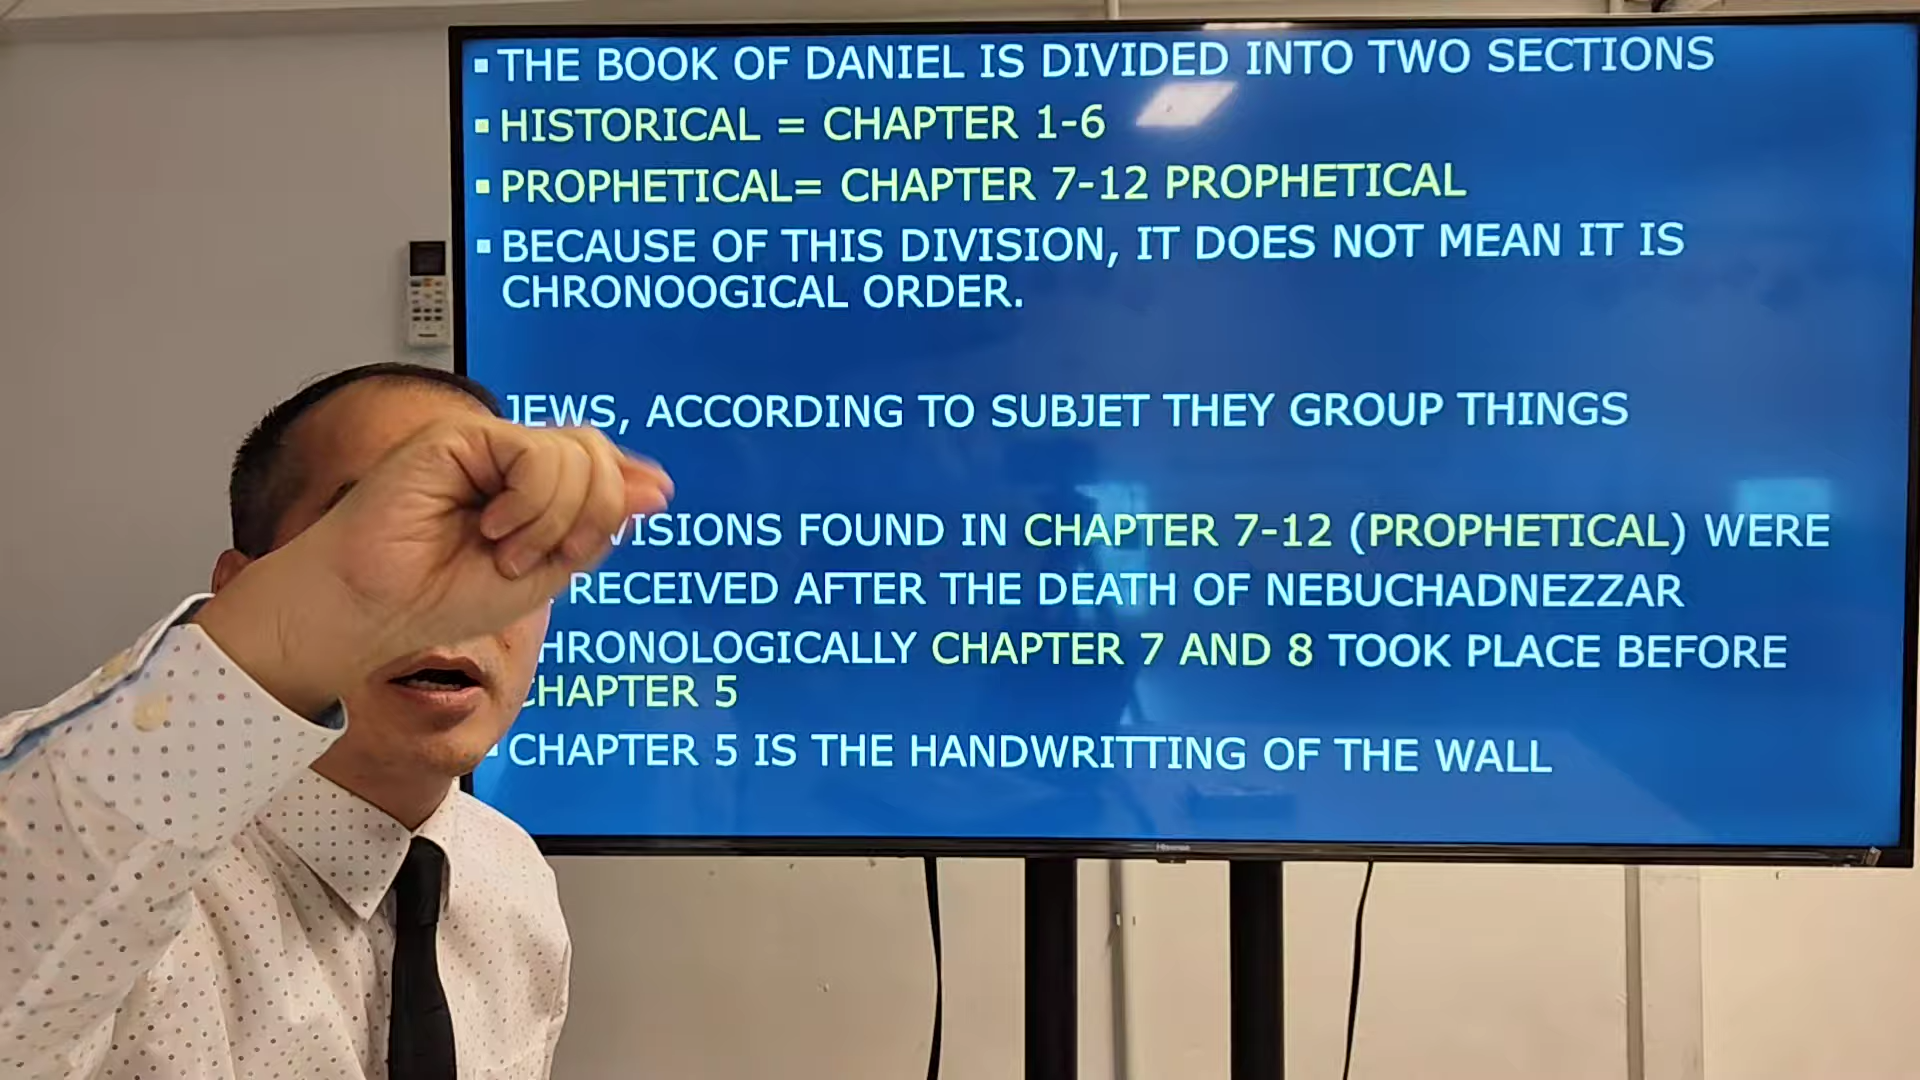 THE BOOK OF DANIEL IS DIVIDED INTO TWO SECTIONS
HISTORICAL = CHAPTER 1-6
PROPHETICAL= CHAPTER 7-12 PROPHETICAL
BECAUSE OF THIS DIVISION, IT DOES NOT MEAN IT IS
CHRONOOGICAL ORDER.
JEWS, ACCORDING TO SUBJET THEY GROUP THINGS
VISIONS FOUND IN CHAPTER 7-12 (PROPHETICAL) WERE
RECEIVED AFTER THE DEATH OF NEBUCHADNEZZAR
HRONOLOGICALLY CHAPTER 7 AND 8 TOOK PLACE BEFORE
CHAPTER 5
CHAPTER 5 IS THE HANDWRITTING OF THE WALL
Hisense